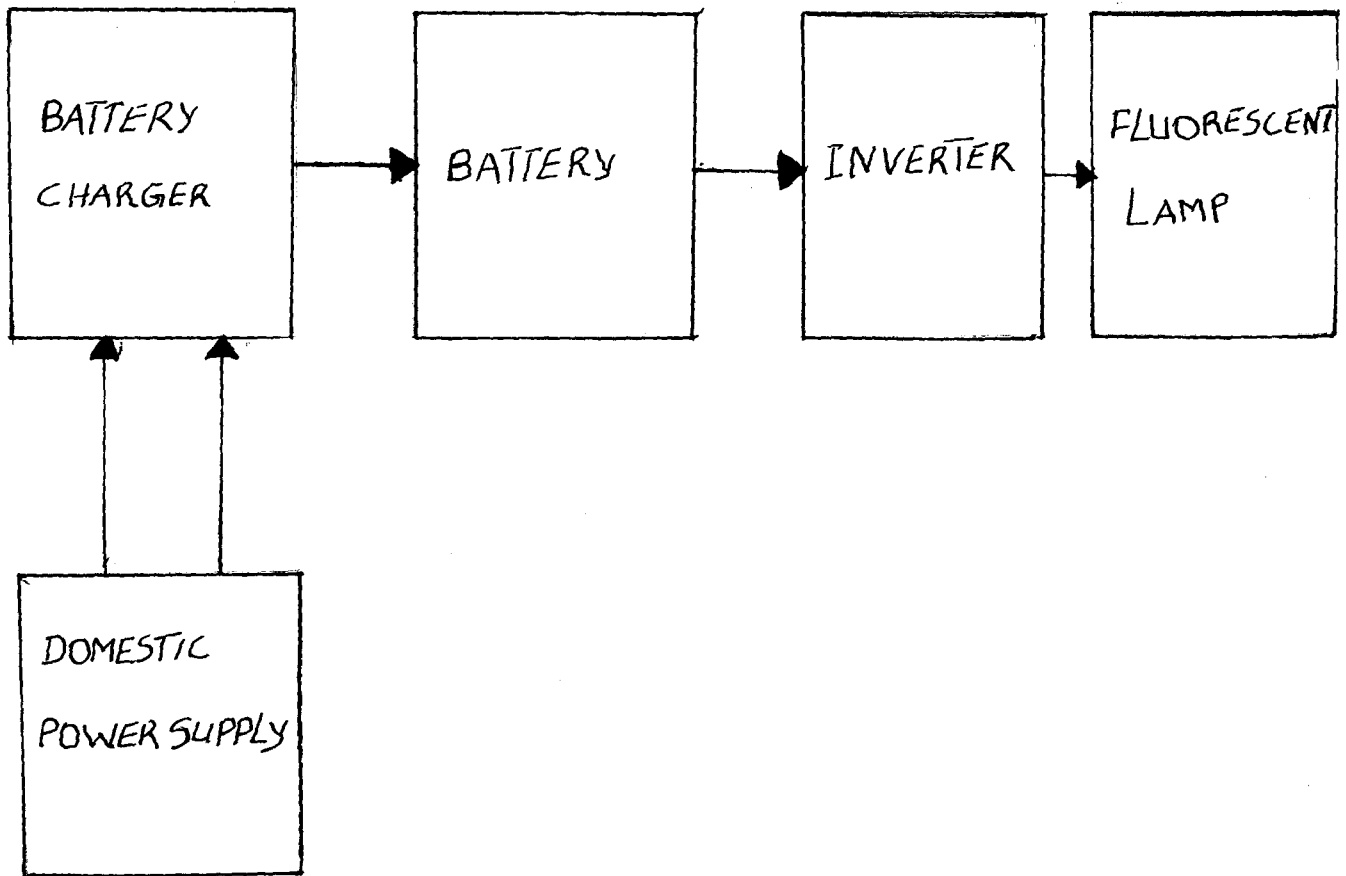 BATTERY
CHARGER
BATTERY
INVERTER
FLUORESCENT
LAMP
DOMESTIC
POWER SUPPLY